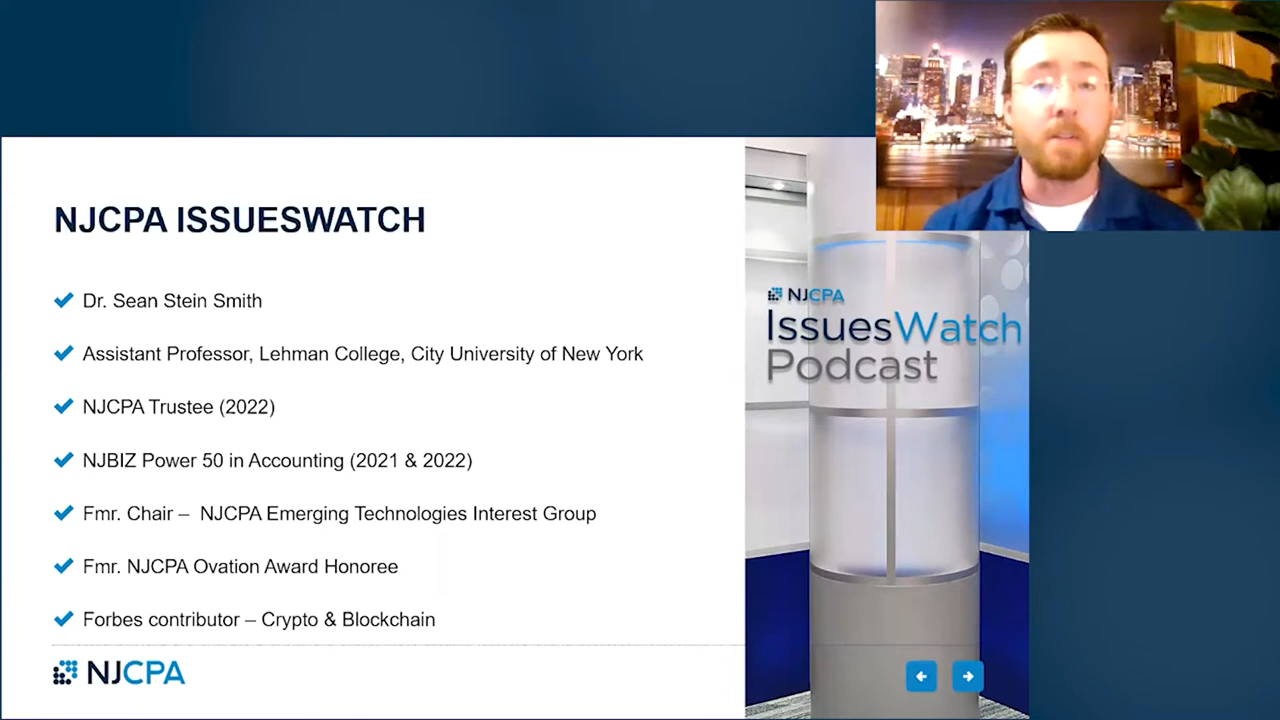 NJCPA ISSUESWATCH
Dr. Sean Stein Smith
Assistant Professor, Lehman College, City University of New York
NJCPA Trustee (2022)
NJBIZ Power 50 in Accounting (2021 & 2022)
Fmr. Chair – NJCPA Emerging Technologies Interest Group
Fmr. NJCPA Ovation Award Honoree
Forbes contributor – Crypto & Blockchain
NJCPA
NJCPA
IssuesWatch
Podcast